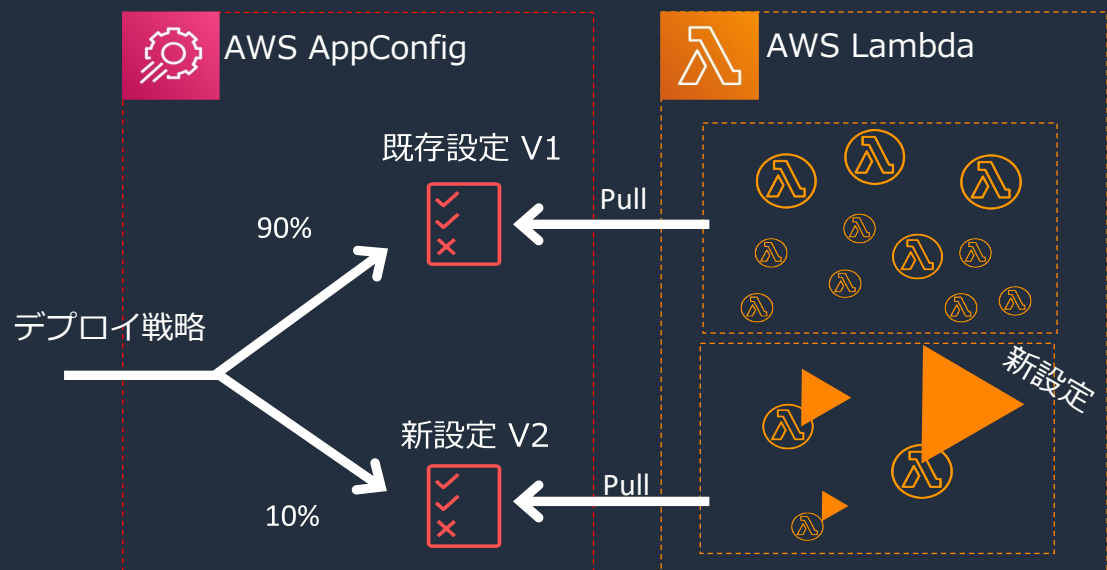 AWS AppConfig
AWS Lambda
既存設定 V1
Pull
90%
デプロイ戦略
新設定
新設定 V2
Pull
10%